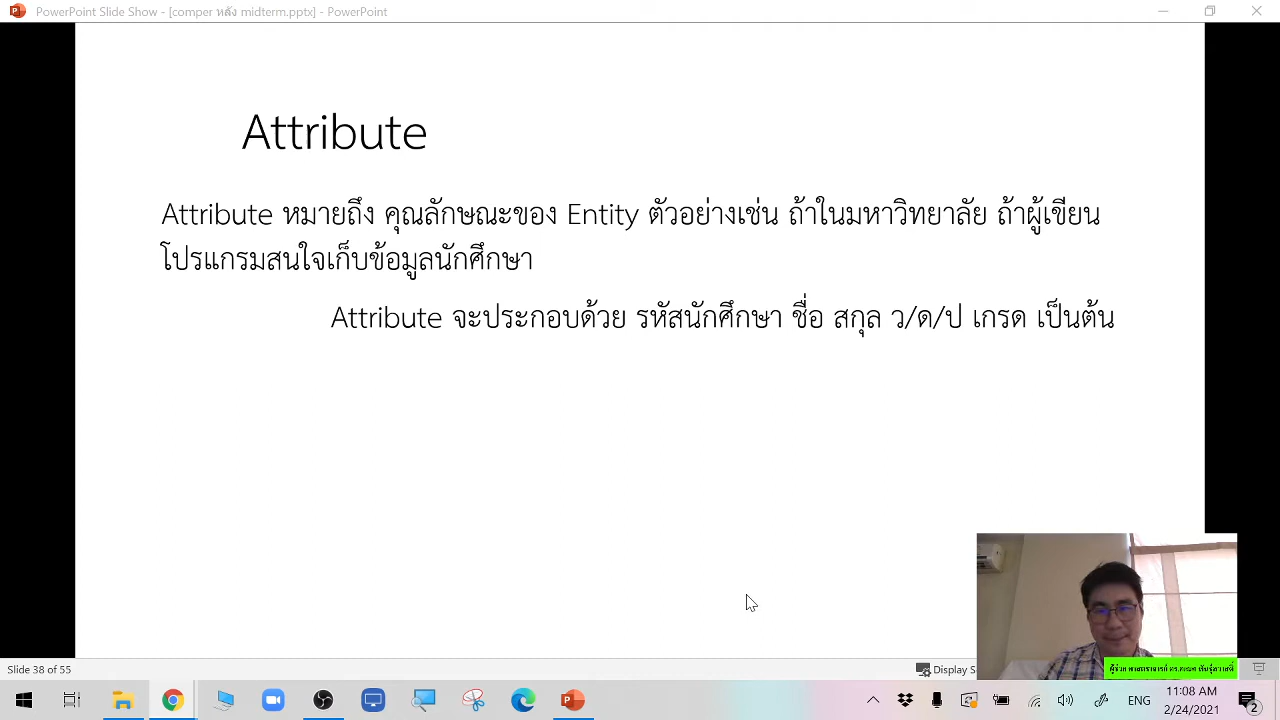 PowerPoint Slide Show - [comper หลัง midterm.pptx] - PowerPoint
Attribute
Attribute หมายถึง คุณลักษณะของ Entity ตัวอย่างเช่น ถ้าในมหาวิทยาลัย ถ้าผู้เขียน
โปรแกรมสนใจเก็บข้อมูลนักศึกษา
Attribute จะประกอบด้วย รหัสนักศึกษา ชื่อ สกุล ว/ด/ป เกรด เป็นต้น
Slide 38 of 55
Display S
ENG
11:08 AM
2/24/2021
2